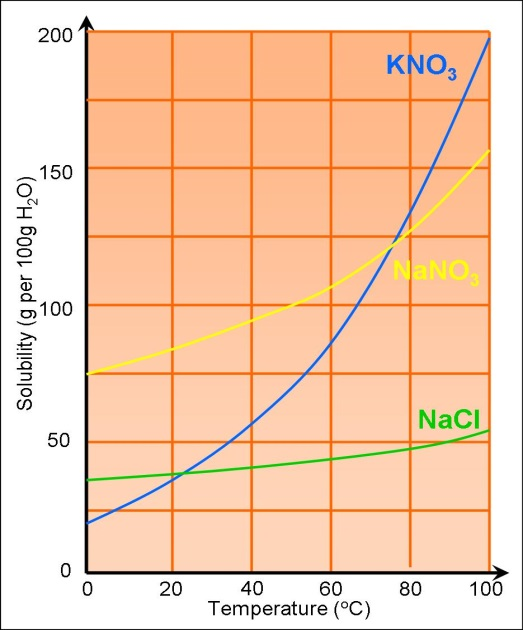 200
KNO₃
150
NaNO₃
100
NaCl
50
0
0 20 40 60 80 100
Temperature (°C)
Solubility (g per 100g H₂O)